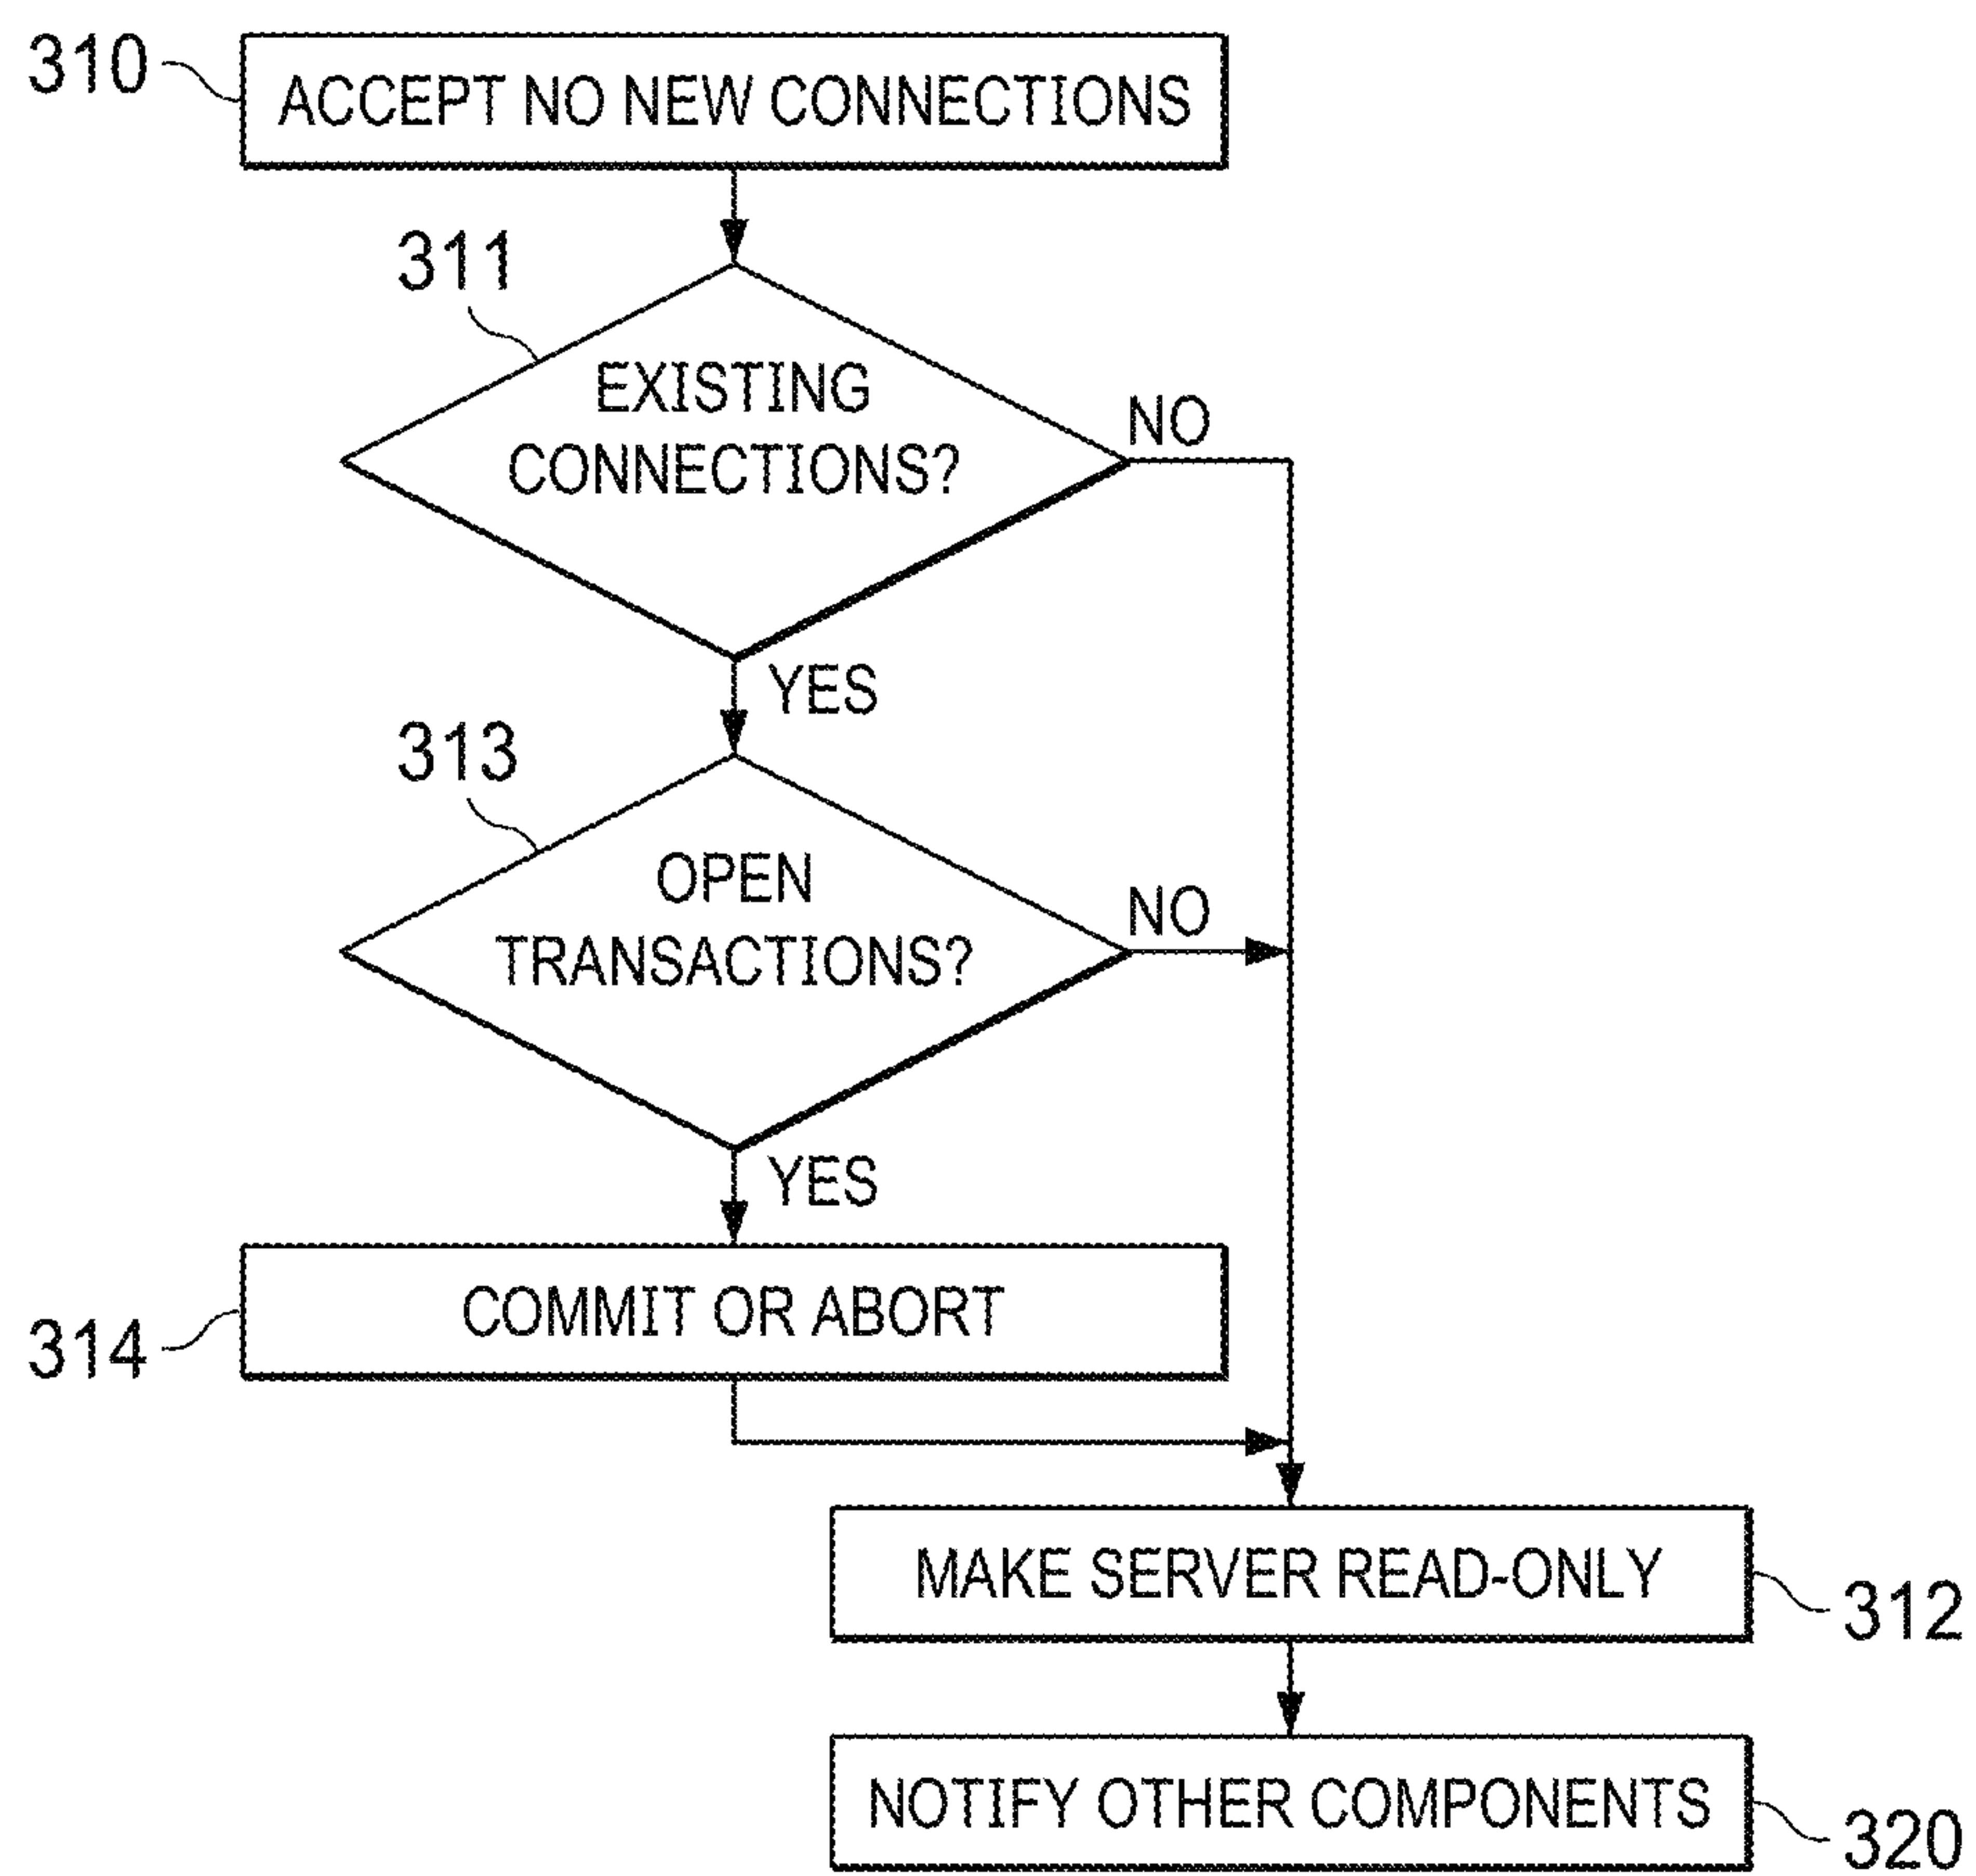 310
ACCEPT NO NEW CONNECTIONS
311
EXISTING
CONNECTIONS?
NO
YES
313
OPEN
TRANSACTIONS?
NO
YES
314
COMMIT OR ABORT
MAKE SERVER READ-ONLY
312
NOTIFY OTHER COMPONENTS
320